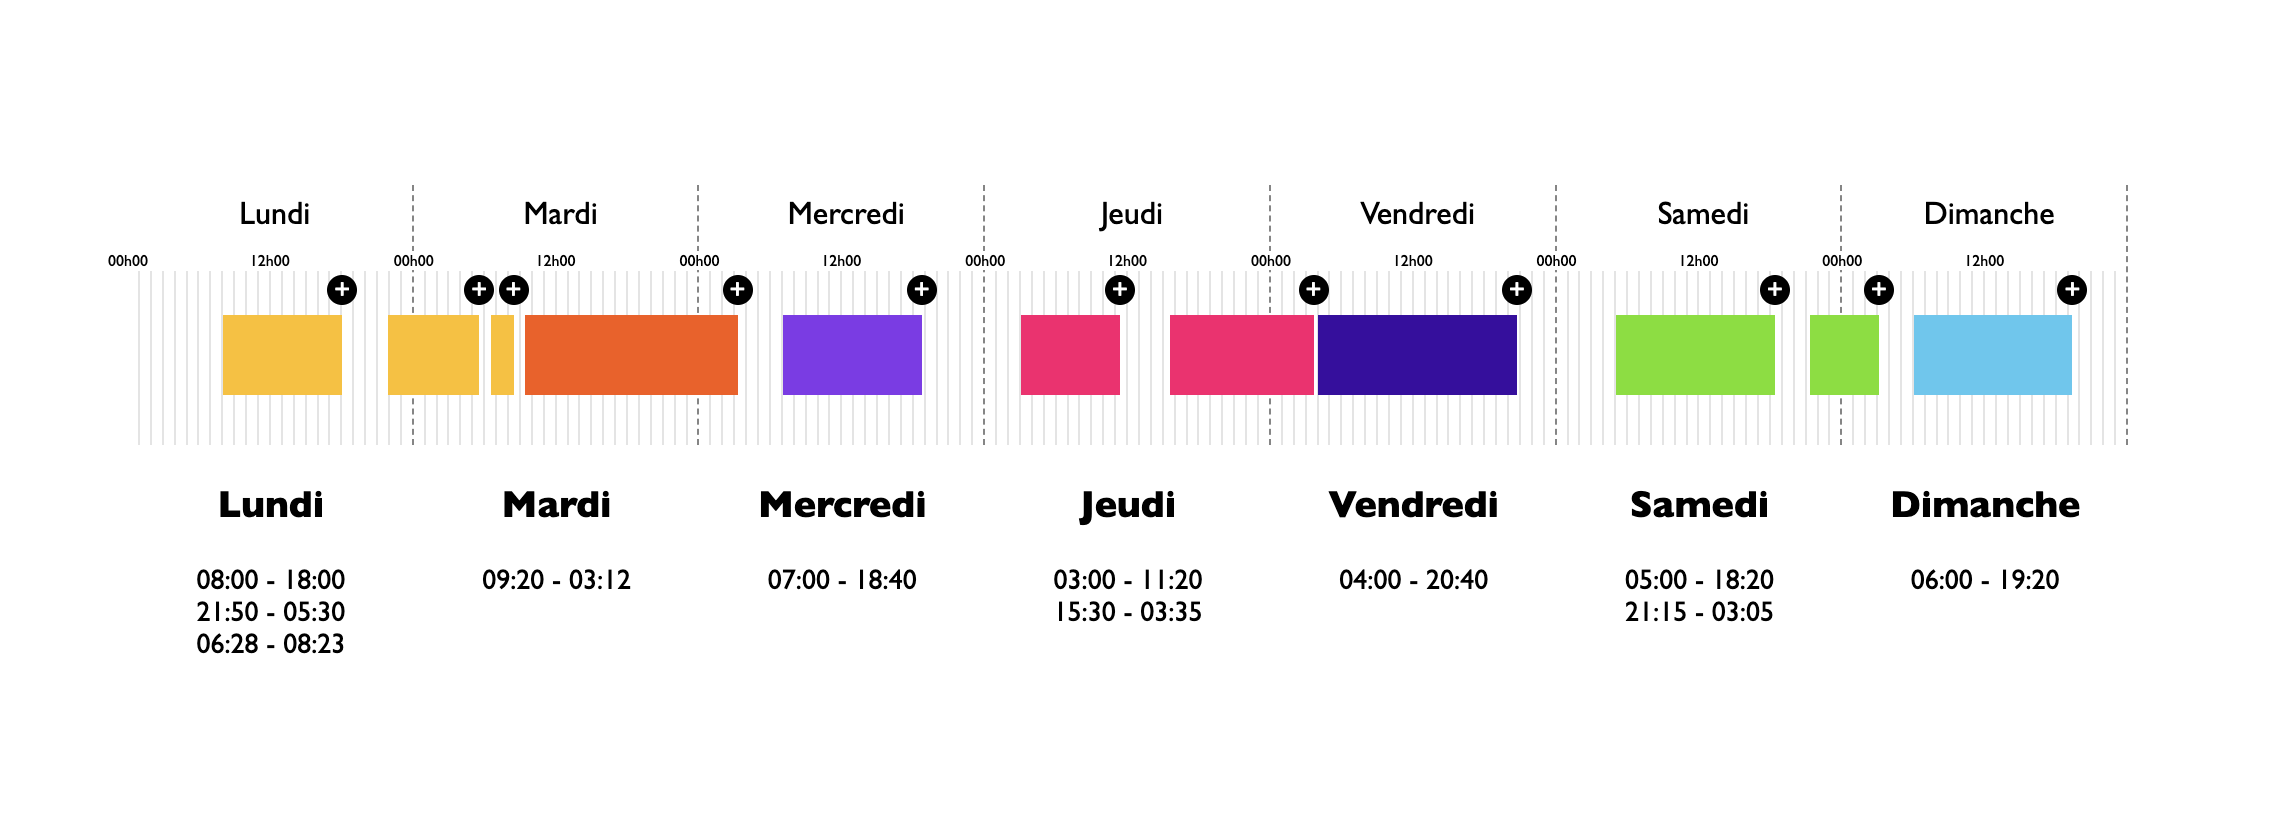 Lundi Mardi Mercredi Jeudi Vendredi Samedi Dimanche
00h00 12h00 00h00 12h00 00h00 12h00 00h00 12h00 00h00 12h00 00h00 12h00 00h00 12h00
+ + + + + + + + + + +
Lundi Mardi Mercredi Jeudi Vendredi Samedi Dimanche
08:00 - 18:00 09:20 - 03:12 07:00 - 18:40 03:00 - 11:20 04:00 - 20:40 05:00 - 18:20 06:00 - 19:20
21:50 - 05:30 15:30 - 03:35 21:15 - 03:05
06:28 - 08:23